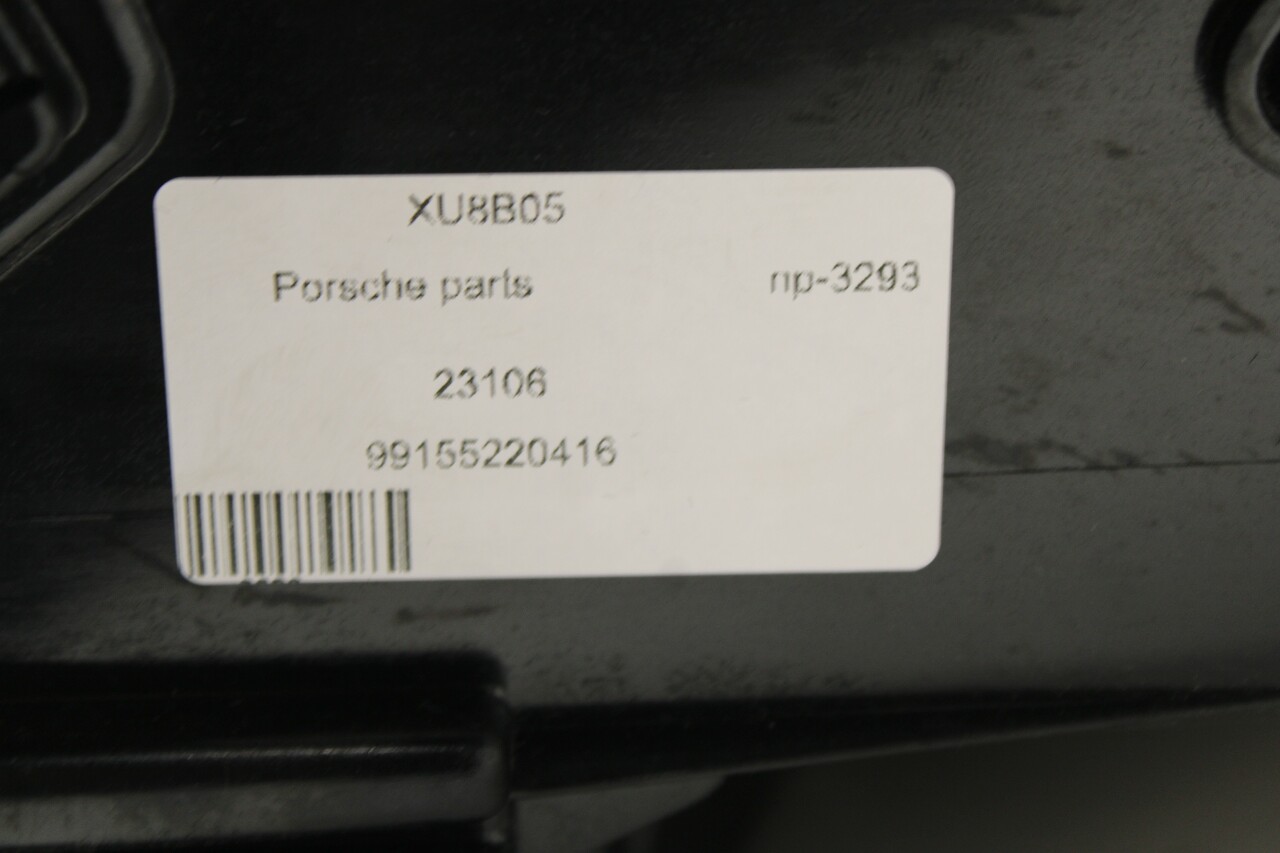 XU8B05
Porsche parts np-3293
23106
99155220416